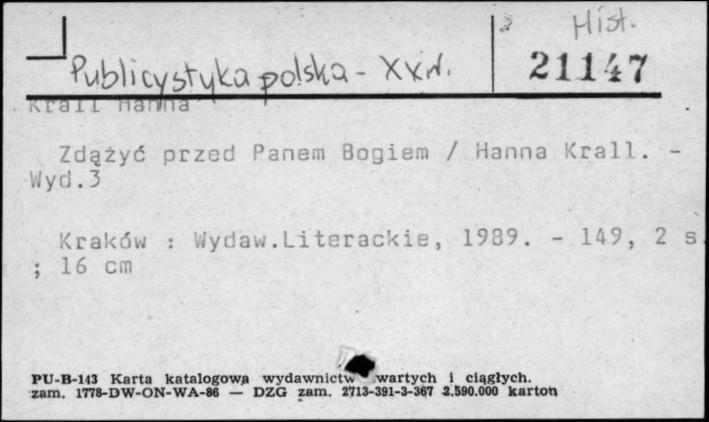 Hist.
Publicystyka polska - XX w.
21147
Krall Hanna
Zdążyć przed Panem Bogiem / Hanna Krall. -
Wyd.3
Kraków : Wydaw.Literackie, 1989. - 149, 2 s.
; 16 cm
PU-B-143 Karta katalogowa wydawnictw zwartych i ciągłych.
zam. 1778-DW-ON-WA-86 — DZG zam. 2713-391-3-367 2.590.000 karton